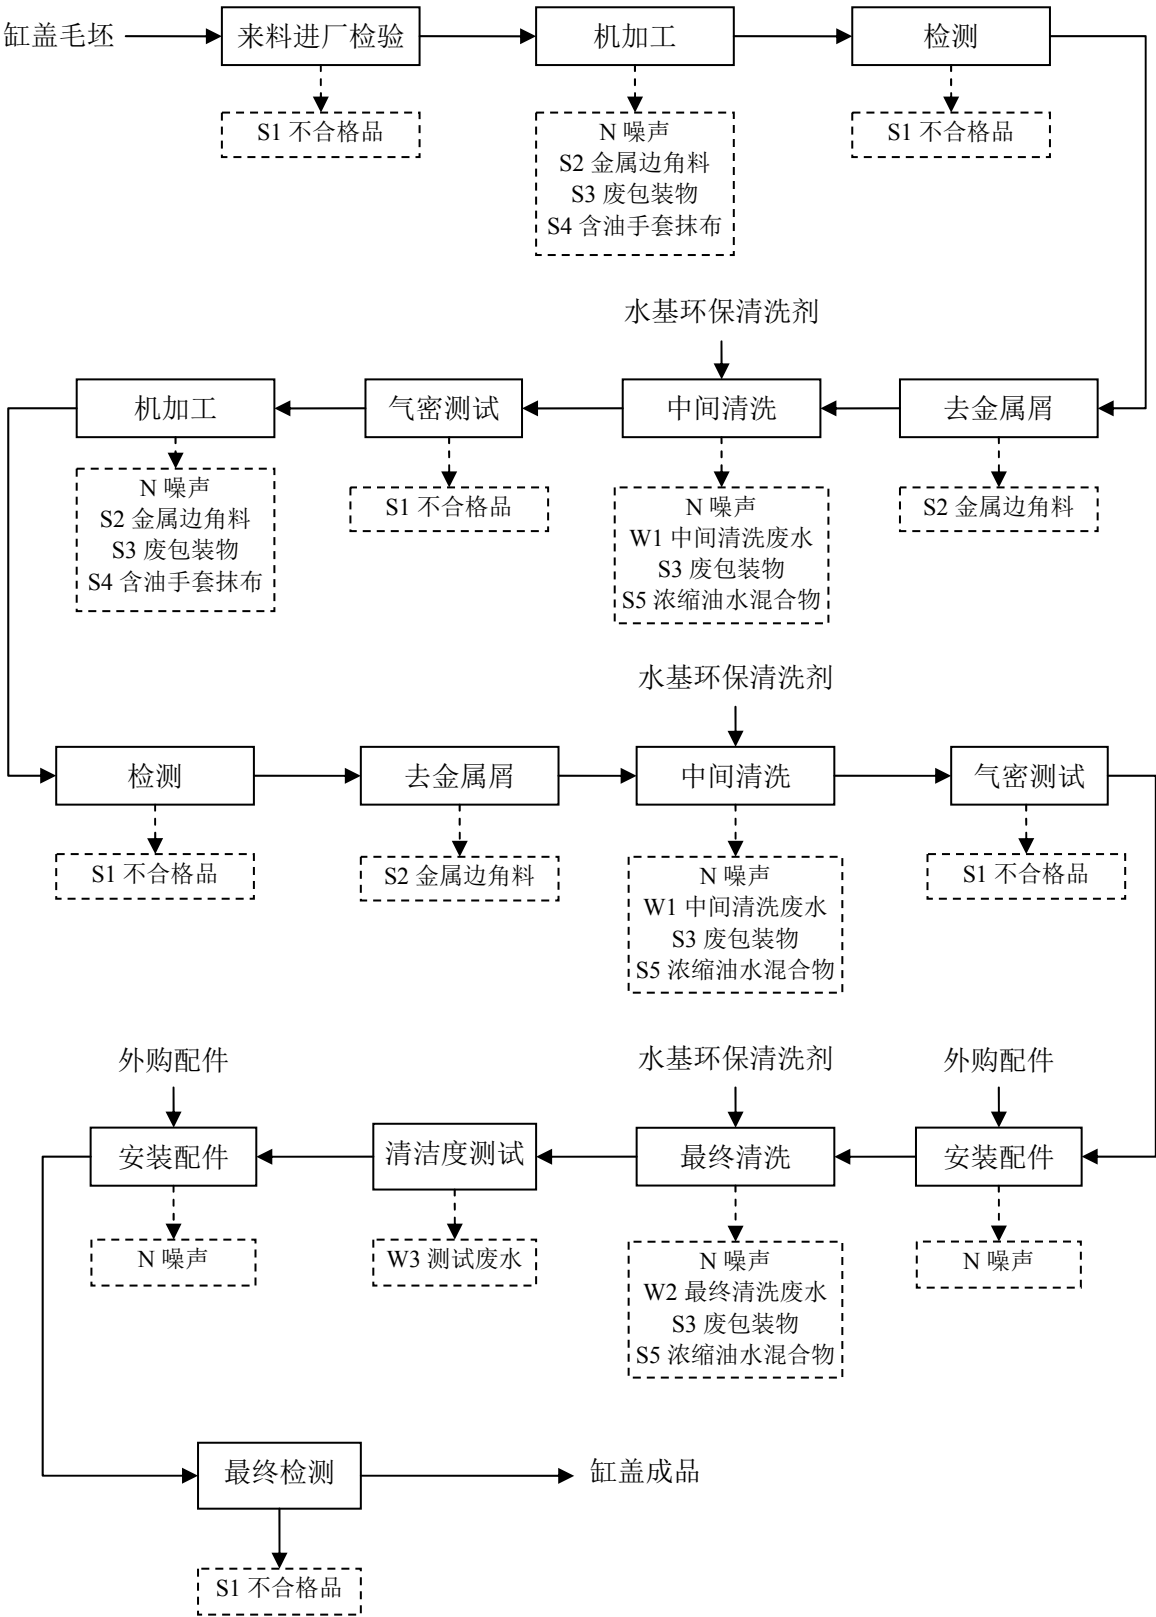 缸盖毛坯
来料进厂检验
机加工
检测
S1 不合格品
N 噪声
S2 金属边角料
S3 废包装物
S4 含油手套抹布
S1 不合格品
水基环保清洗剂
机加工
气密测试
中间清洗
去金属屑
N 噪声
S2 金属边角料
S3 废包装物
S4 含油手套抹布
S1 不合格品
N 噪声
W1 中间清洗废水
S3 废包装物
S5 浓缩油水混合物
S2 金属边角料
水基环保清洗剂
检测
去金属屑
中间清洗
气密测试
S1 不合格品
S2 金属边角料
N 噪声
W1 中间清洗废水
S3 废包装物
S5 浓缩油水混合物
S1 不合格品
外购配件
水基环保清洗剂
外购配件
安装配件
清洁度测试
最终清洗
安装配件
N 噪声
W3 测试废水
N 噪声
W2 最终清洗废水
S3 废包装物
S5 浓缩油水混合物
N 噪声
最终检测
缸盖成品
S1 不合格品